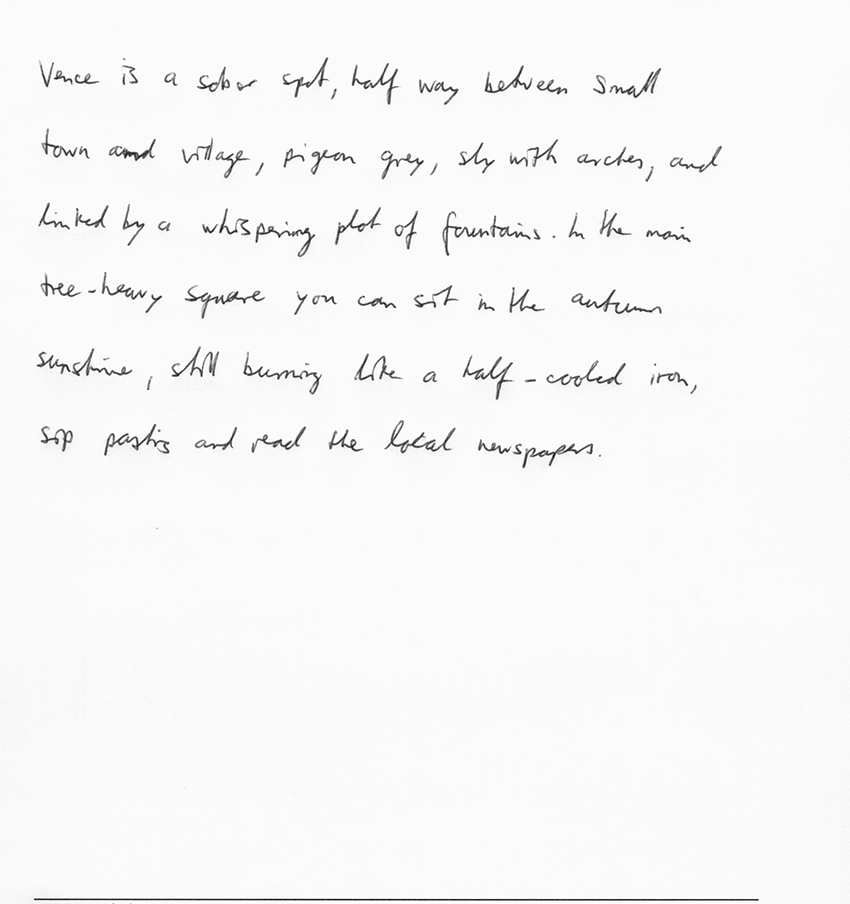 Vence is a sober spot, half way between small
town and village, pigeon grey, sly with arches, and
linked by a whispering plot of fountains. In the main
tree-heavy square you can sit in the autumn
sunshine, still burning like a half-cooled iron,
sip pastis and read the local newspapers.